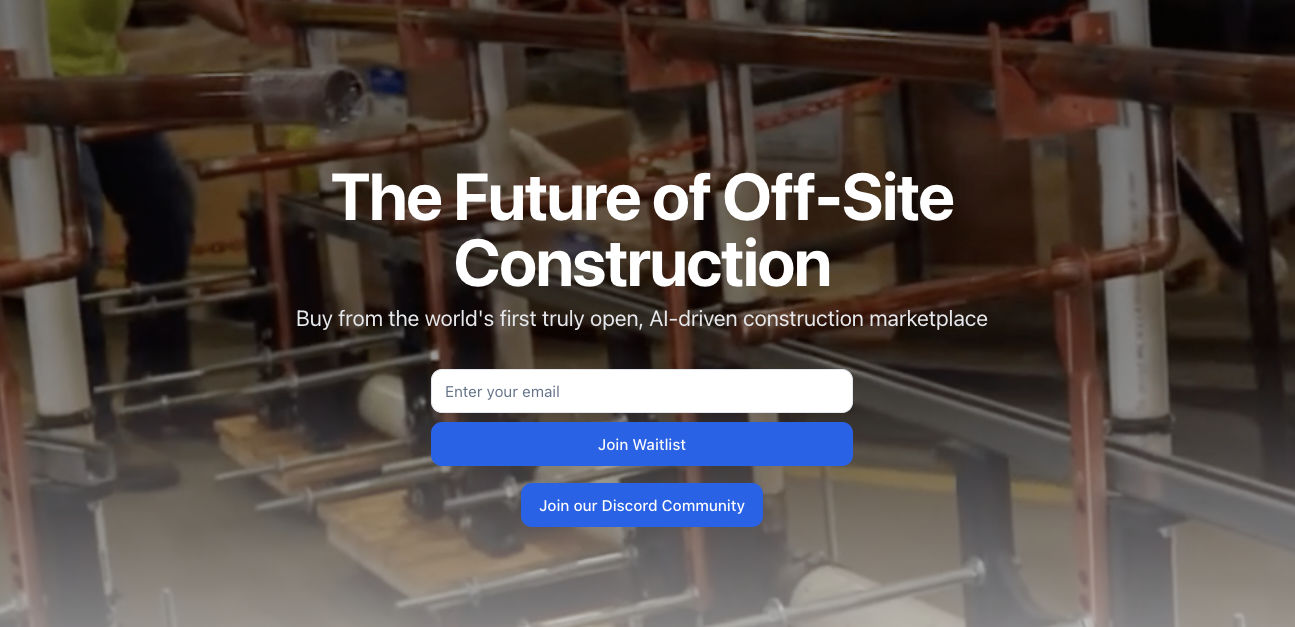 The Future of Off-Site
Construction
Buy from the world's first truly open, AI-driven construction marketplace
Enter your email
Join Waitlist
Join our Discord Community